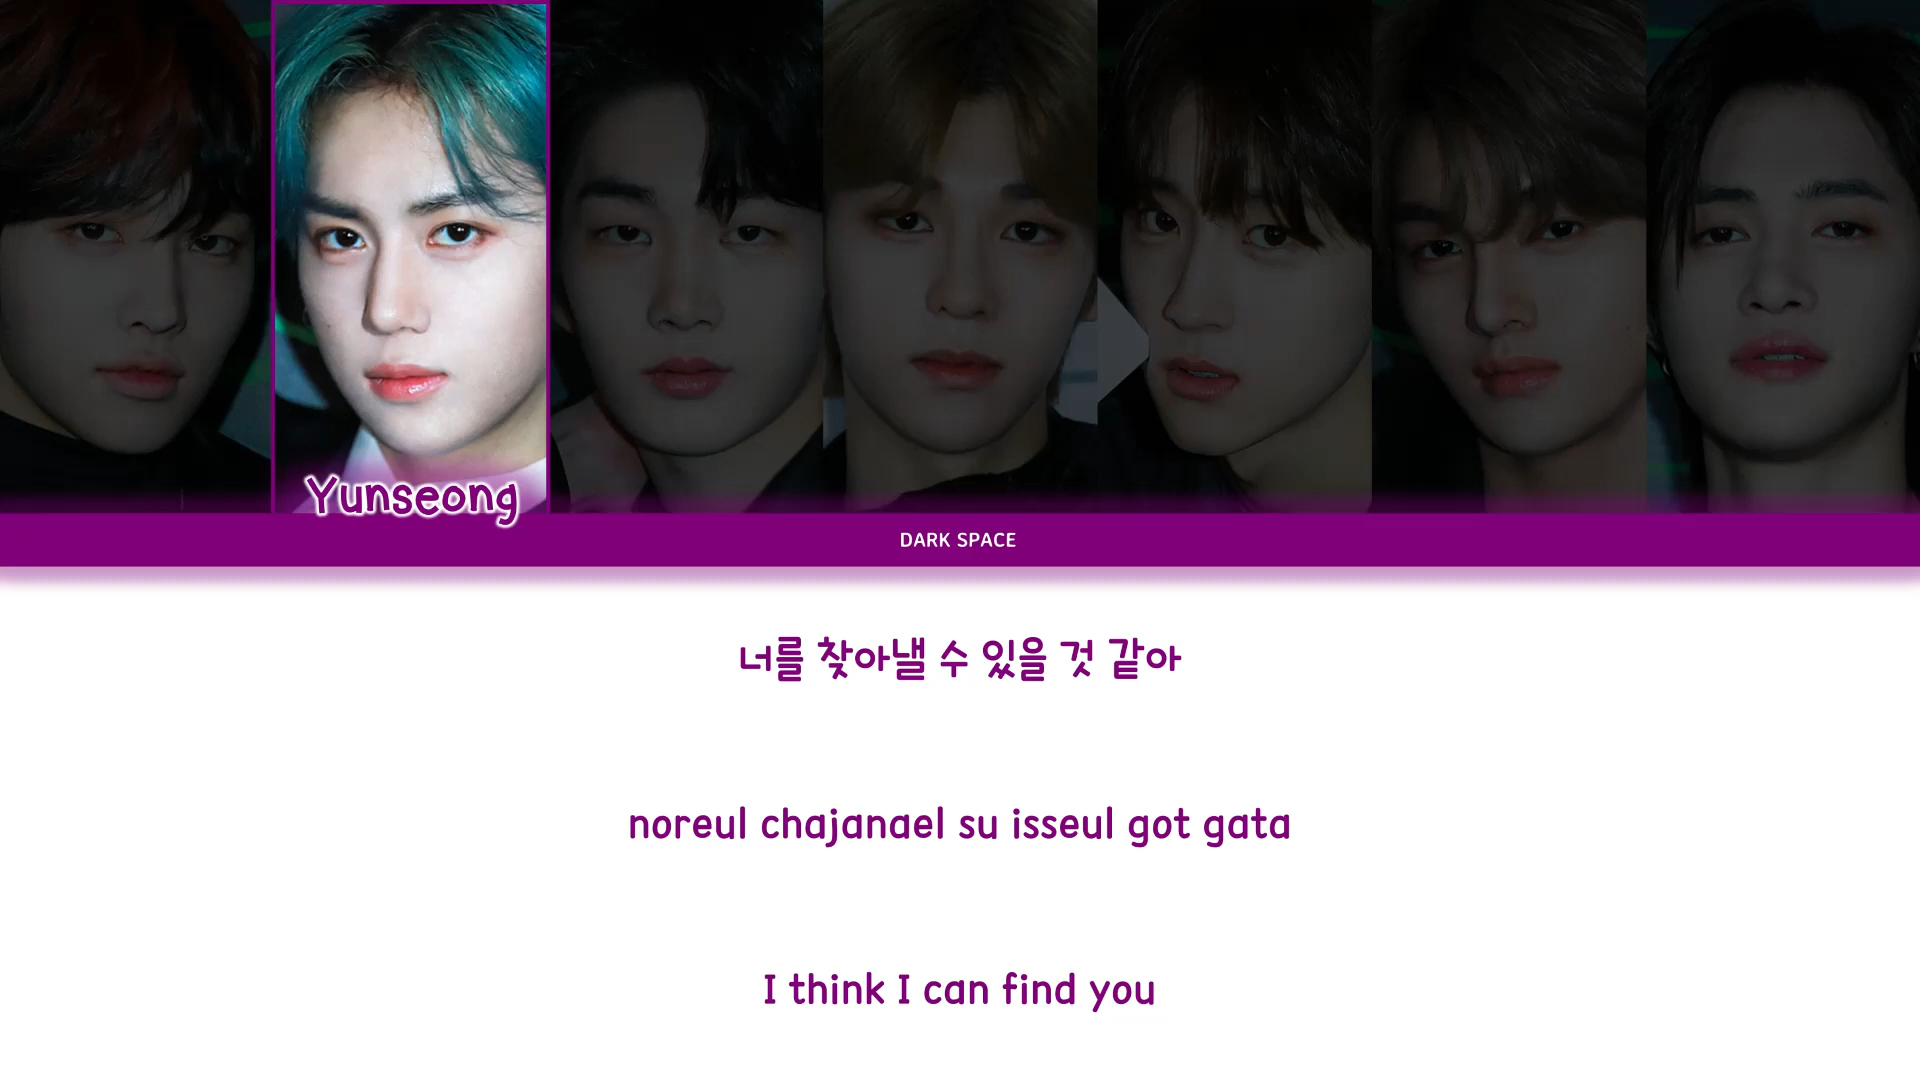 Yunseong
DARK SPACE
너를 찾아낼 수 있을 것 같아
noreul chajanael su isseul got gata
I think I can find you